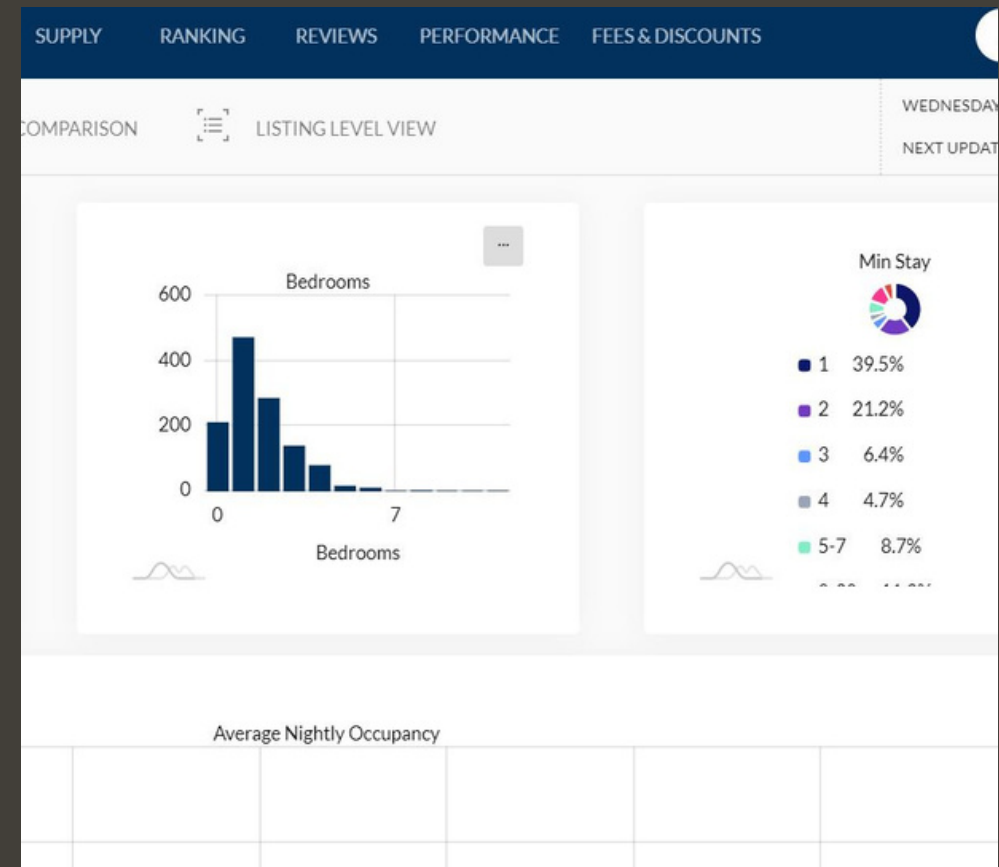 SUPPLY RANKING REVIEWS PERFORMANCE FEES & DISCOUNTS
COMPARISON LISTING LEVEL VIEW
WEDNESDAY
NEXT UPDAT
...
Bedrooms
600
400
200
0
0 7
Bedrooms
Min Stay
1 39.5%
2 21.2%
3 6.4%
4 4.7%
5-7 8.7%
Average Nightly Occupancy